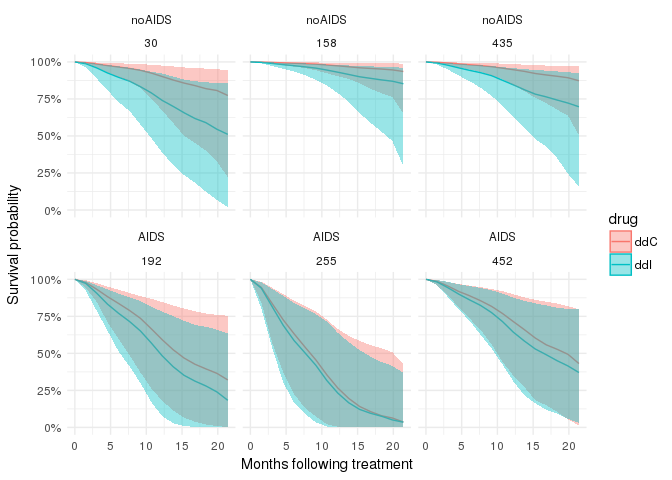 noAIDS noAIDS noAIDS
30 158 435
100%
75%
50%
25%
0%
AIDS AIDS AIDS
192 255 452
100%
75%
50%
25%
0%
0 5 10 15 20 0 5 10 15 20 0 5 10 15 20
Months following treatment
Survival probability
drug
ddC
ddI